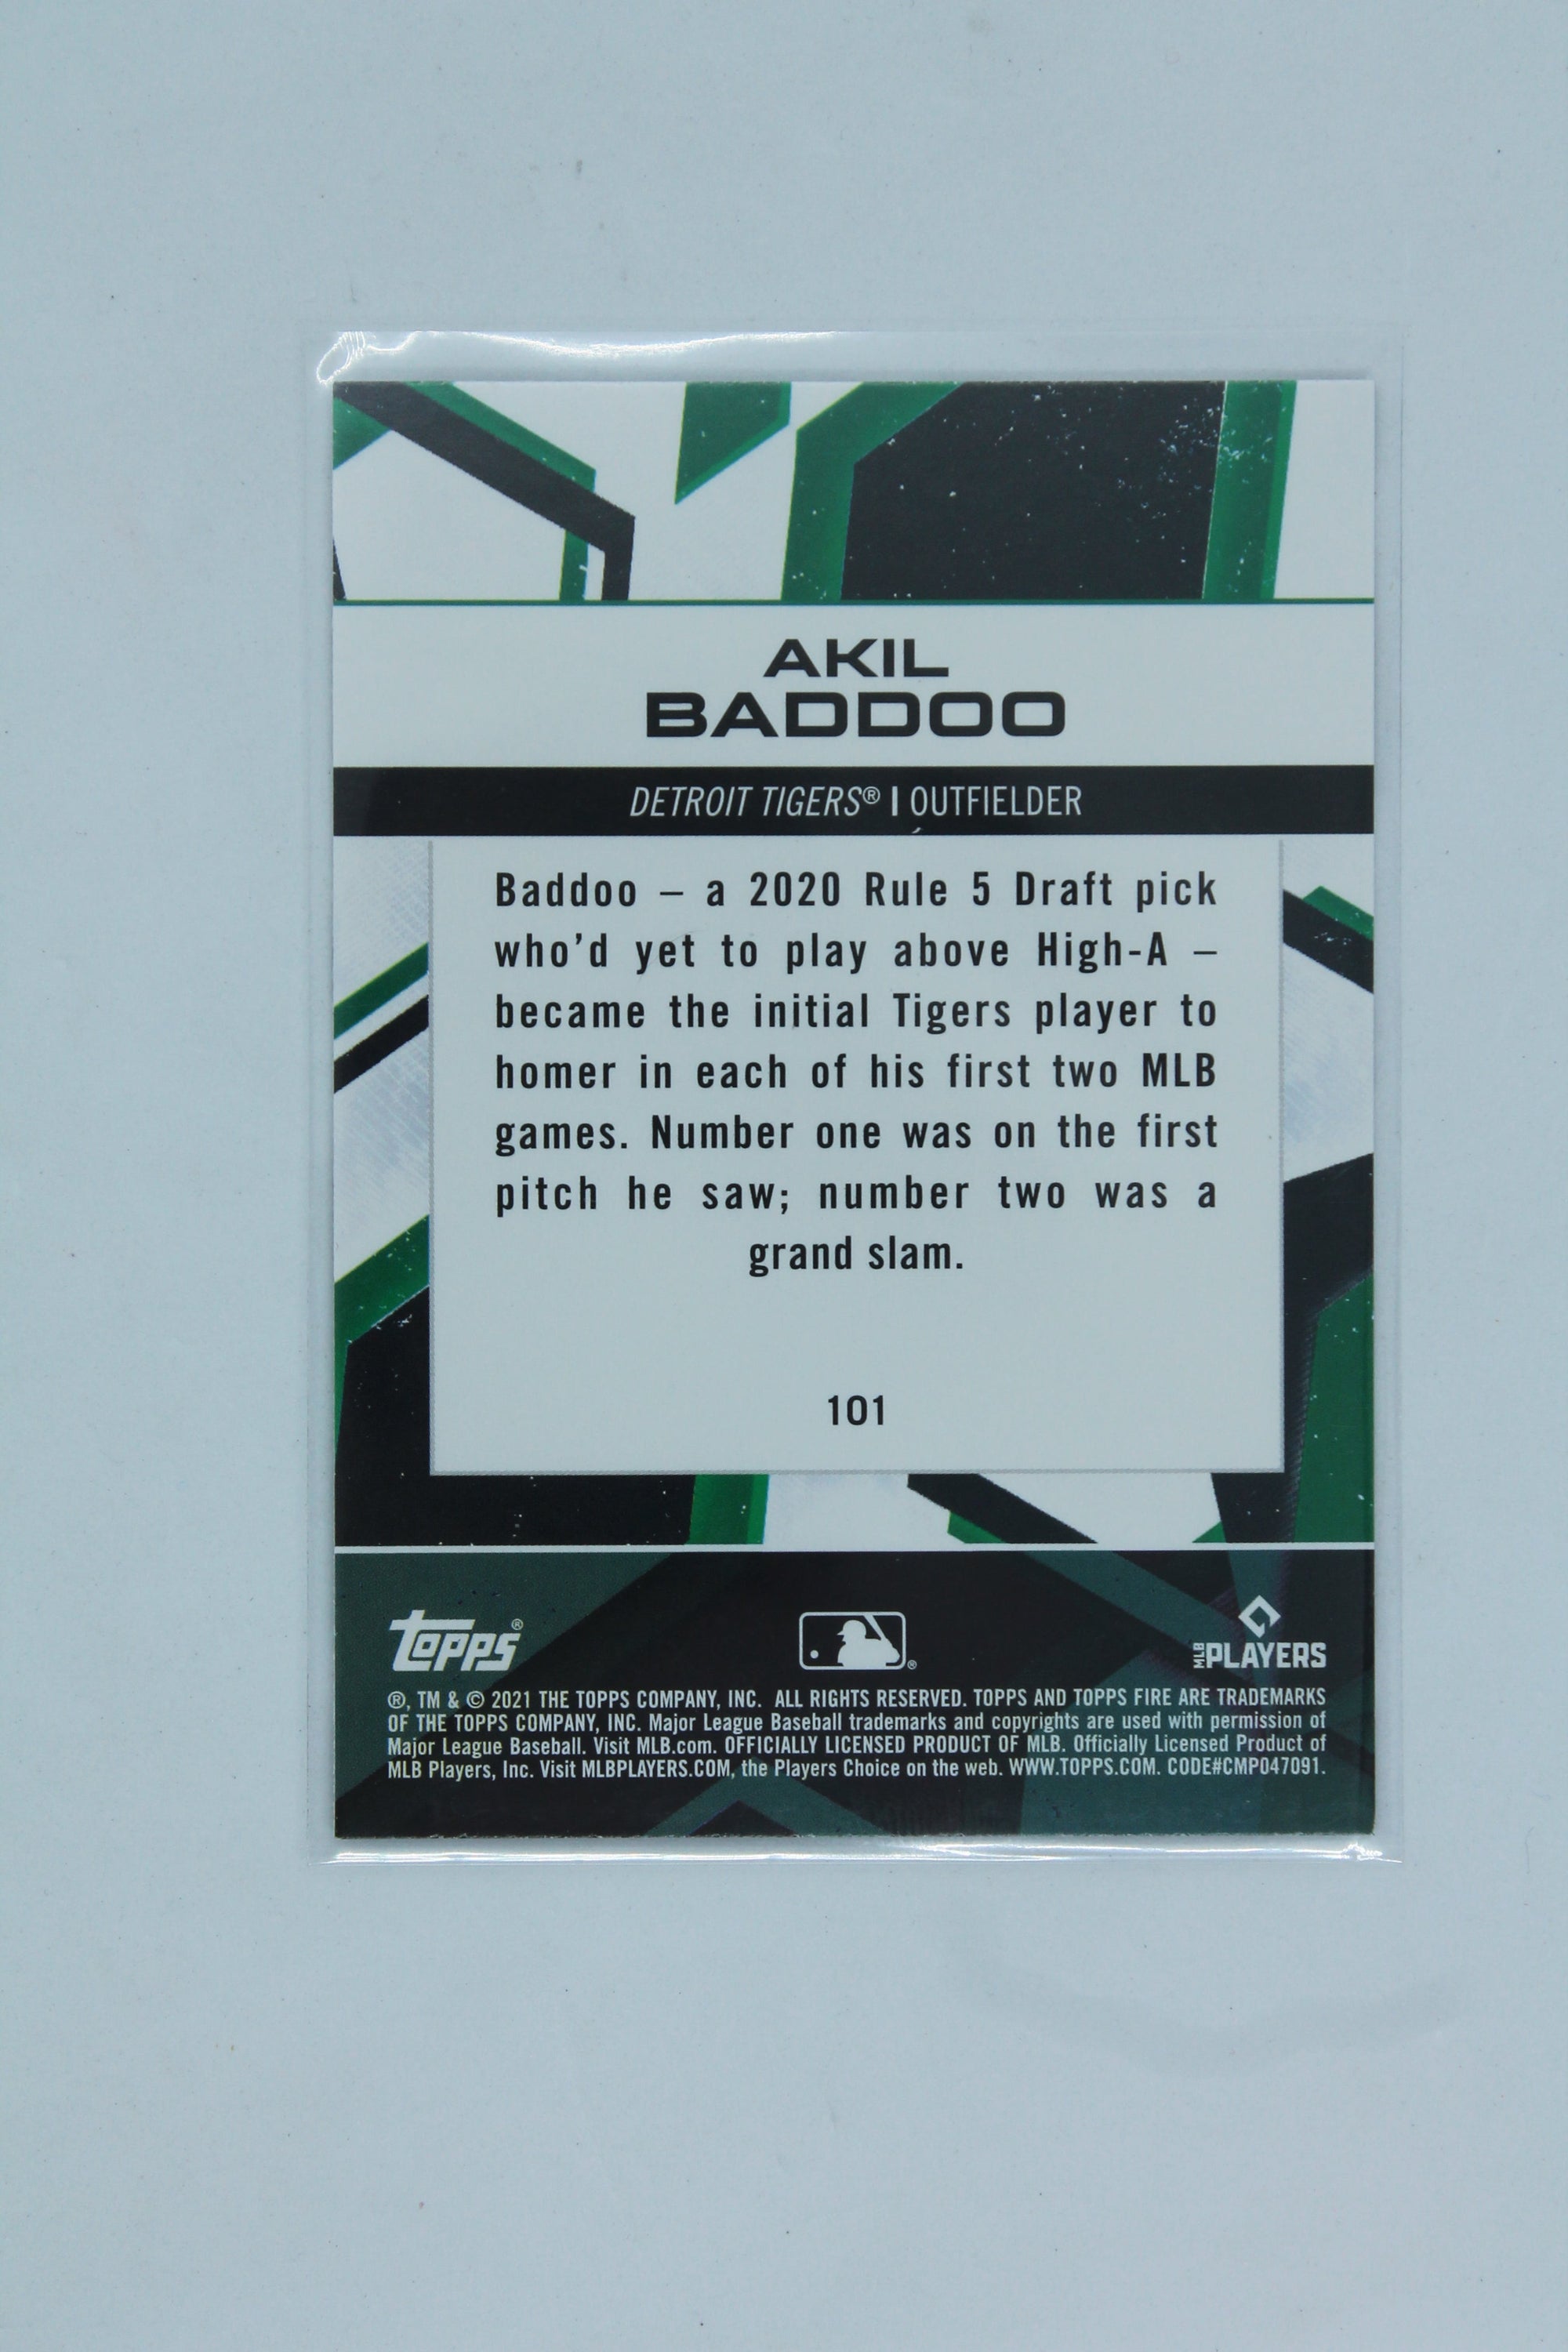 AKIL
BADDOO
DETROIT TIGERS® | OUTFIELDER
Baddoo – a 2020 Rule 5 Draft pick
who’d yet to play above High-A –
became the initial Tigers player to
homer in each of his first two MLB
games. Number one was on the first
pitch he saw; number two was a
grand slam.
101
Topps®
®
MLB PLAYERS
®, TM & © 2021 THE TOPPS COMPANY, INC. ALL RIGHTS RESERVED. TOPPS AND TOPPS FIRE ARE TRADEMARKS
OF THE TOPPS COMPANY, INC. Major League Baseball trademarks and copyrights are used with permission of
Major League Baseball. Visit MLB.com. OFFICIALLY LICENSED PRODUCT OF MLB. Officially Licensed Product of
MLB Players, Inc. Visit MLBPLAYERS.COM, the Players Choice on the web. WWW.TOPPS.COM. CODE#CMP047091.